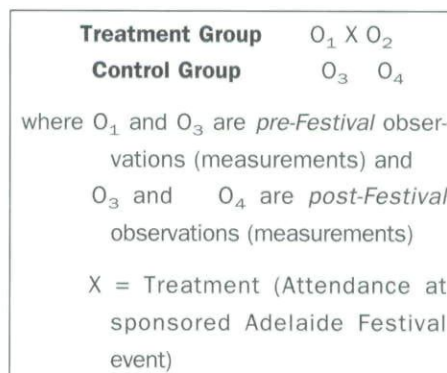 Treatment Group O₁ X O₂
Control Group O₃ O₄
where O₁ and O₃ are pre-Festival obser-
vations (measurements) and
O₃ and O₄ are post-Festival
observations (measurements)
X = Treatment (Attendance at
sponsored Adelaide Festival
event)